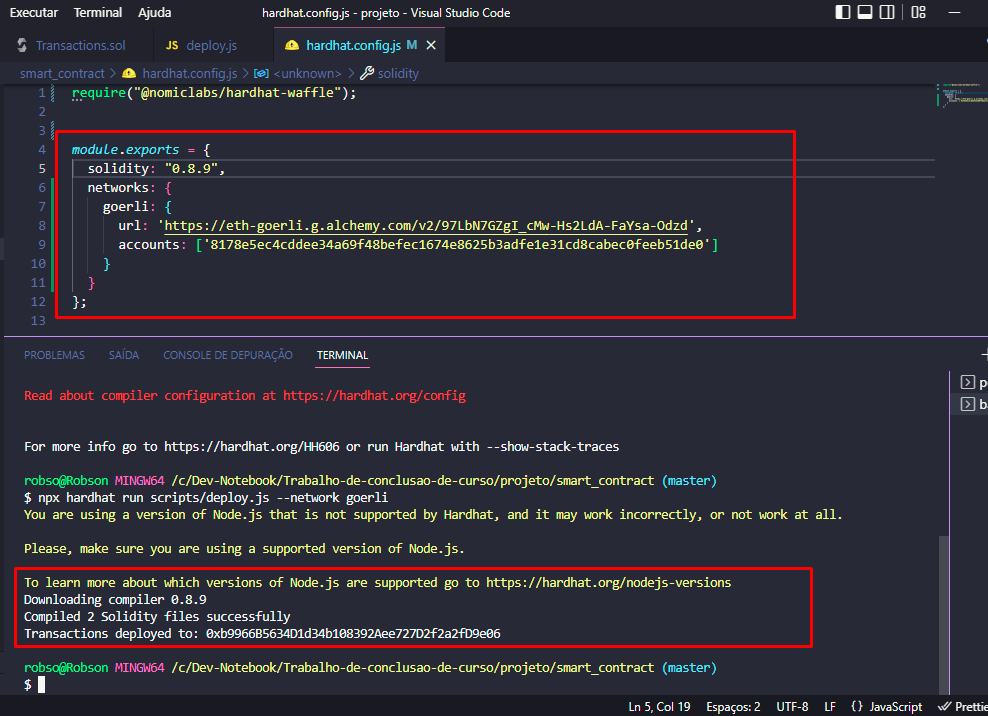 Executar Terminal Ajuda hardhat.config.js - projeto - Visual Studio Code
Transactions.sol JS deploy.js hardhat.config.js M
smart_contract > hardhat.config.js > <unknown> > solidity
1 require("@nomiclabs/hardhat-waffle");
2
3
4 module.exports = {
5 solidity: "0.8.9",
6 networks: {
7 goerli: {
8 url: 'https://eth-goerli.g.alchemy.com/v2/97LbN7GZgI_cMw-Hs2LdA-FaYsa-Odzd',
9 accounts: ['8178e5ec4cddee34a69f48befec1674e8625b3adfe1e31cd8cabec0feeb51de0']
10 }
11 }
12 };
13
PROBLEMAS SAÍDA CONSOLE DE DEPURAÇÃO TERMINAL
Read about compiler configuration at https://hardhat.org/config
For more info go to https://hardhat.org/HH606 or run Hardhat with --show-stack-traces
robso@Robson MINGW64 /c/Dev-Notebook/Trabalho-de-conclusao-de-curso/projeto/smart_contract (master)
$ npx hardhat run scripts/deploy.js --network goerli
You are using a version of Node.js that is not supported by Hardhat, and it may work incorrectly, or not work at all.
Please, make sure you are using a supported version of Node.js.
To learn more about which versions of Node.js are supported go to https://hardhat.org/nodejs-versions
Downloading compiler 0.8.9
Compiled 2 Solidity files successfully
Transactions deployed to: 0xb9966B5634D1d34b108392Aee727D2f2a2fD9e06
robso@Robson MINGW64 /c/Dev-Notebook/Trabalho-de-conclusao-de-curso/projeto/smart_contract (master)
$
Ln 5, Col 19 Espaços: 2 UTF-8 LF {} JavaScript Prettie